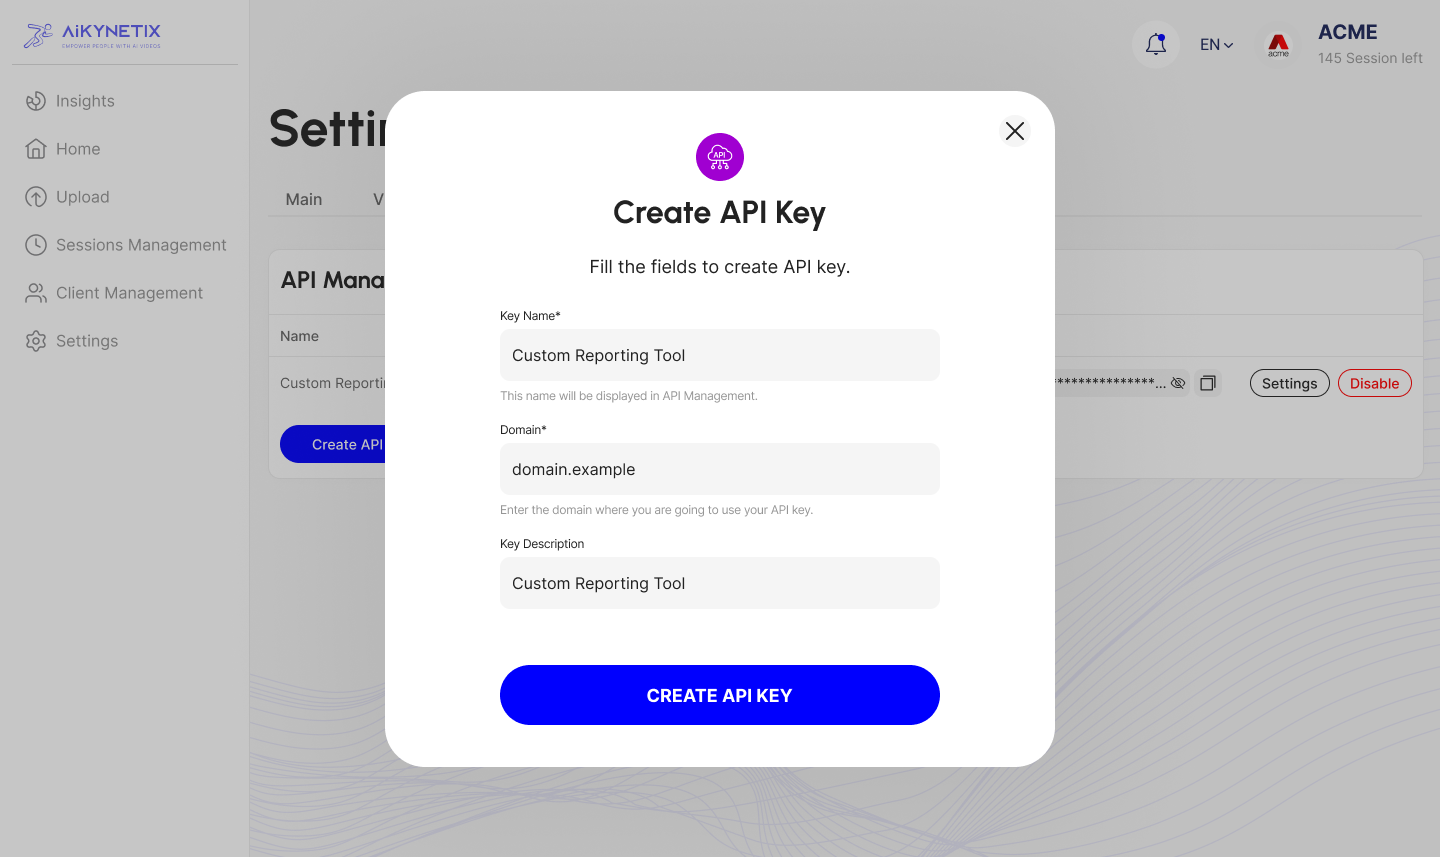 AiKYNETIX
EMPOWER PEOPLE WITH AI VIDEOS
EN
acme
ACME
145 Session left
Insights
Home
Upload
Sessions Management
Client Management
Settings
Main
API
Create API Key
Fill the fields to create API key.
Key Name*
Custom Reporting Tool
This name will be displayed in API Management.
Domain*
domain.example
Enter the domain where you are going to use your API key.
Key Description
Custom Reporting Tool
CREATE API KEY
API
Name
Custom
***************...
Settings
Disable
Create API